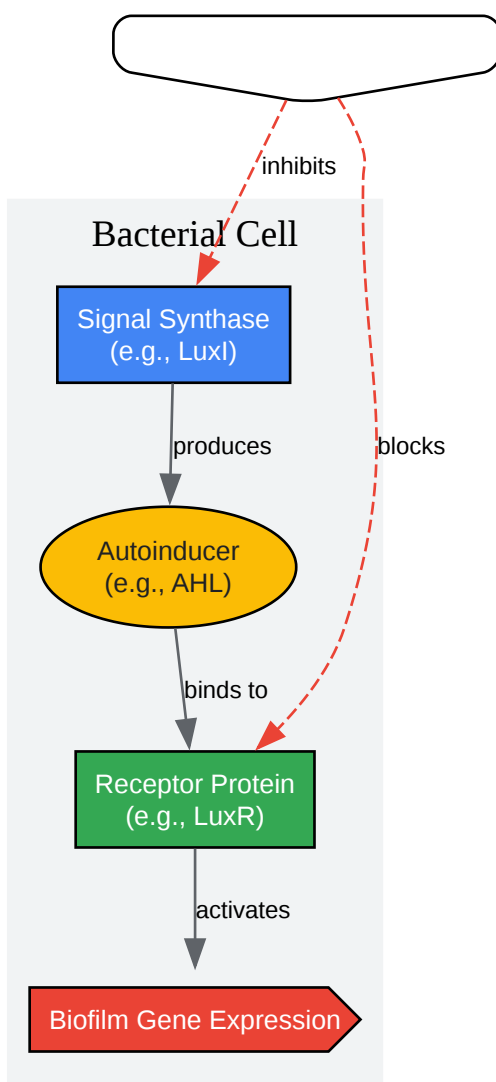 inhibits
Bacterial Cell
Signal Synthase
(e.g., LuxI)
produces
blocks
Autoinducer
(e.g., AHL)
binds to
Receptor Protein
(e.g., LuxR)
activates
Biofilm Gene Expression